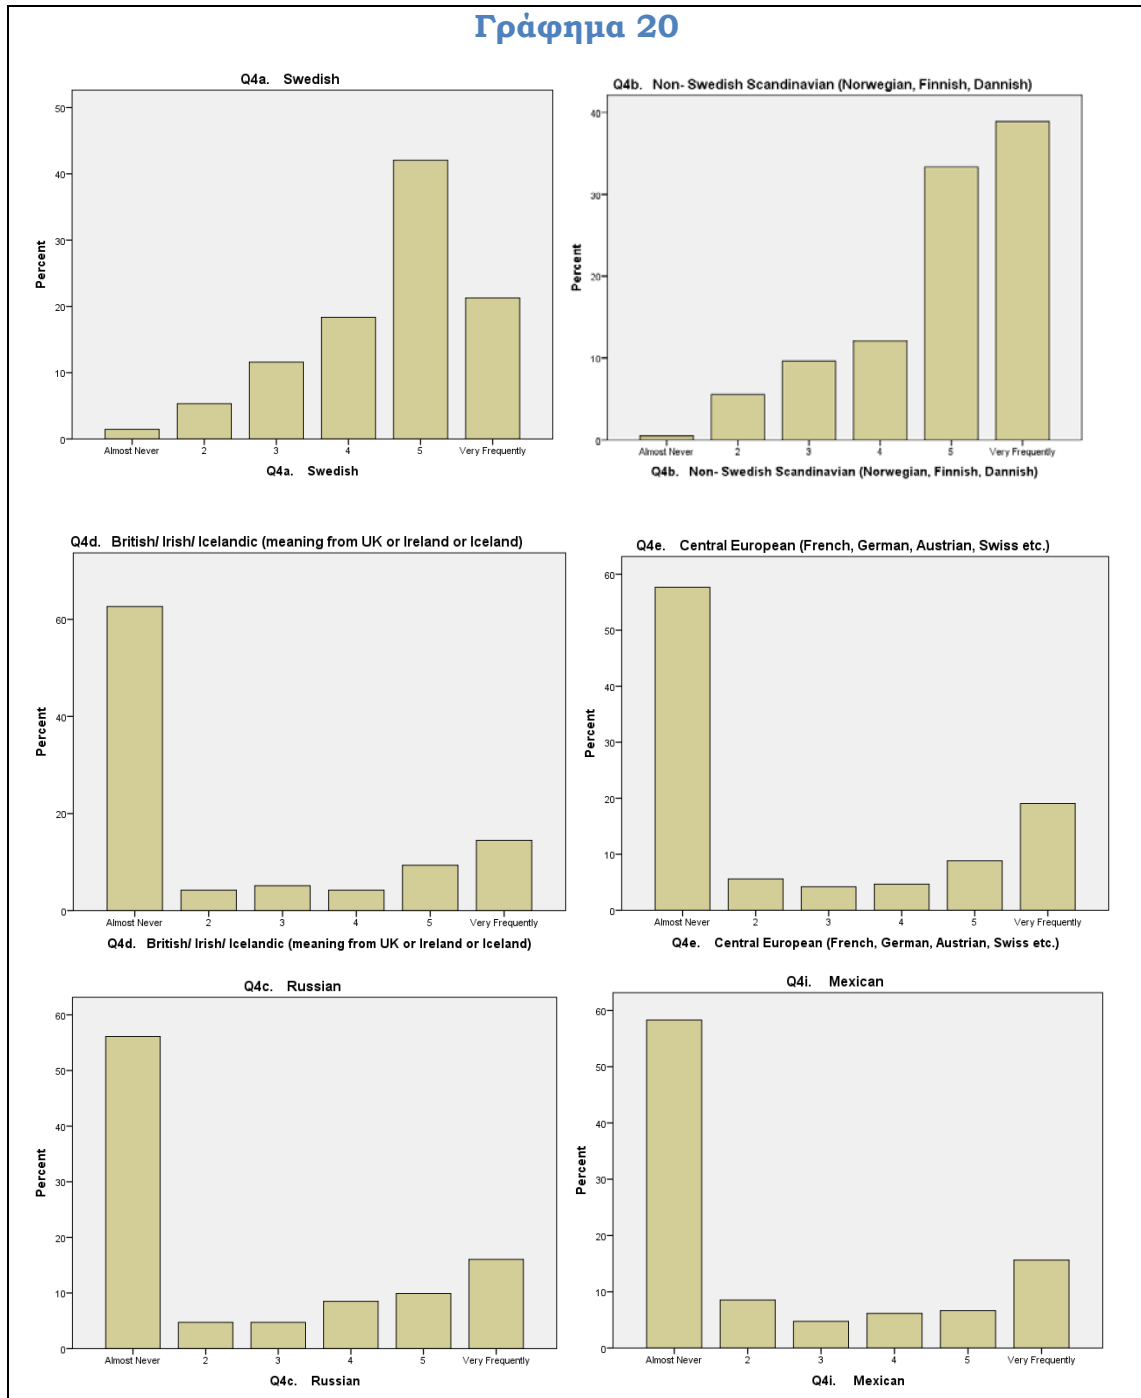 Γράφημα 20
Q4a. Swedish
50
40
30
20
10
0
Percent
Almost Never 2 3 4 5 Very Frequently
Q4a. Swedish
Q4b. Non- Swedish Scandinavian (Norwegian, Finnish, Dannish)
40
30
20
10
0
Percent
Almost Never 2 3 4 5 Very Frequently
Q4b. Non- Swedish Scandinavian (Norwegian, Finnish, Dannish)
Q4d. British/ Irish/ Icelandic (meaning from UK or Ireland or Iceland)
60
40
20
0
Percent
Almost Never 2 3 4 5 Very Frequently
Q4d. British/ Irish/ Icelandic (meaning from UK or Ireland or Iceland)
Q4e. Central European (French, German, Austrian, Swiss etc.)
60
50
40
30
20
10
0
Percent
Almost Never 2 3 4 5 Very Frequently
Q4e. Central European (French, German, Austrian, Swiss etc.)
Q4c. Russian
60
50
40
30
20
10
0
Percent
Almost Never 2 3 4 5 Very Frequently
Q4c. Russian
Q4i. Mexican
60
50
40
30
20
10
0
Percent
Almost Never 2 3 4 5 Very Frequently
Q4i. Mexican